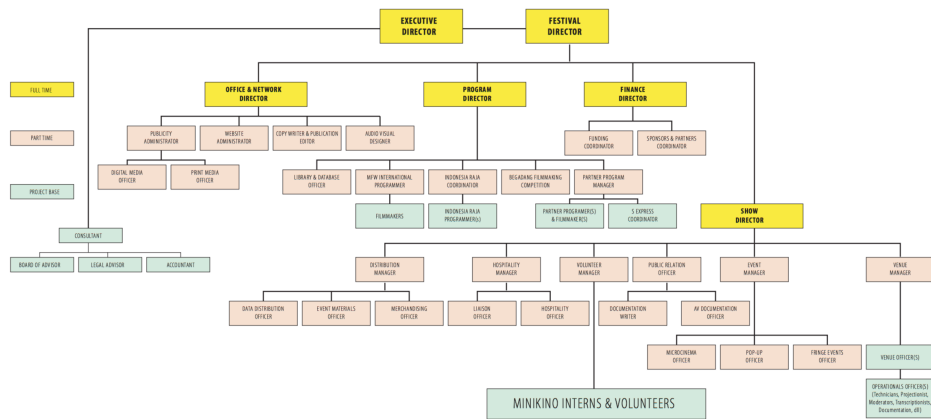 EXECUTIVE
DIRECTOR
FESTIVAL
DIRECTOR
FULL TIME
PART TIME
PROJECT BASE
OFFICE & NETWORK
DIRECTOR
PROGRAM
DIRECTOR
FINANCE
DIRECTOR
PUBLICITY
ADMINISTRATOR
WEBSITE
ADMINISTRATOR
COPY WRITER & PUBLICATION
EDITOR
AUDIO VISUAL
DESIGNER
FUNDING
COORDINATOR
SPONSORS & PARTNERS
COORDINATOR
DIGITAL MEDIA
OFFICER
PRINT MEDIA
OFFICER
LIBRARY & DATABASE
OFFICER
MFW INTERNATIONAL
PROGRAMMER
INDONESIA RAJA
COORDINATIOR
BEGADANG FILMMAKING
COMPETITION
PARTNER PROGRAM
MANAGER
FILMMAKERS
INDONESIA RAJA
PROGRAMMER(s)
PARTNER PROGRAMER(S)
& FILMMAKER(S)
S EXPRESS
COORDINATOR
SHOW
DIRECTOR
CONSULTANT
BOARD OF ADVISOR
LEGAL ADVISOR
ACCOUNTANT
DISTRIBUTION
MANAGER
HOSPITALITY
MANAGER
VOLUNTEER
MANAGER
PUBLIC RELATION
OFFICER
EVENT
MANAGER
VENUE
MANAGER
DATA DISTRIBUTION
OFFICER
EVENT MATERIALS
OFFICER
MERCHANDISING
OFFICER
LIAISON
OFFICER
HOSPITALITY
OFFICER
DOCUMENTATION
WRITER
AV DOCUMENTATION
OFFICER
MICROCINEMA
OFFICER
POP-UP
OFFICER
FRINGE EVENTS
OFFICER
VENUE OFFICER(S)
MINIKINO INTERNS & VOLUNTEERS
OPERATIONALS OFFICER(S)
(Technicians, Projectionist,
Moderators, Transcriptionists,
Documentation, dll)